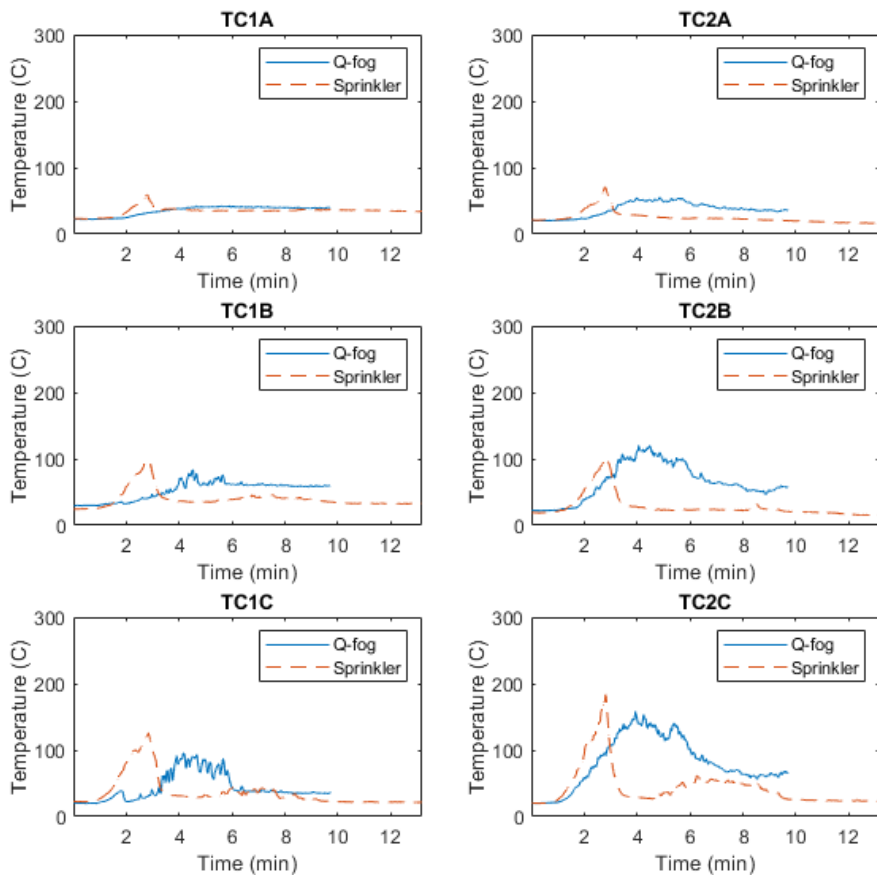 TC1A
300
200
100
0
Temperature (C)
Q-fog
Sprinkler
2 4 6 8 10 12
Time (min)
TC2A
300
200
100
0
Temperature (C)
Q-fog
Sprinkler
2 4 6 8 10 12
Time (min)
TC1B
300
200
100
0
Temperature (C)
Q-fog
Sprinkler
2 4 6 8 10 12
Time (min)
TC2B
300
200
100
0
Temperature (C)
Q-fog
Sprinkler
2 4 6 8 10 12
Time (min)
TC1C
300
200
100
0
Temperature (C)
Q-fog
Sprinkler
2 4 6 8 10 12
Time (min)
TC2C
300
200
100
0
Temperature (C)
Q-fog
Sprinkler
2 4 6 8 10 12
Time (min)